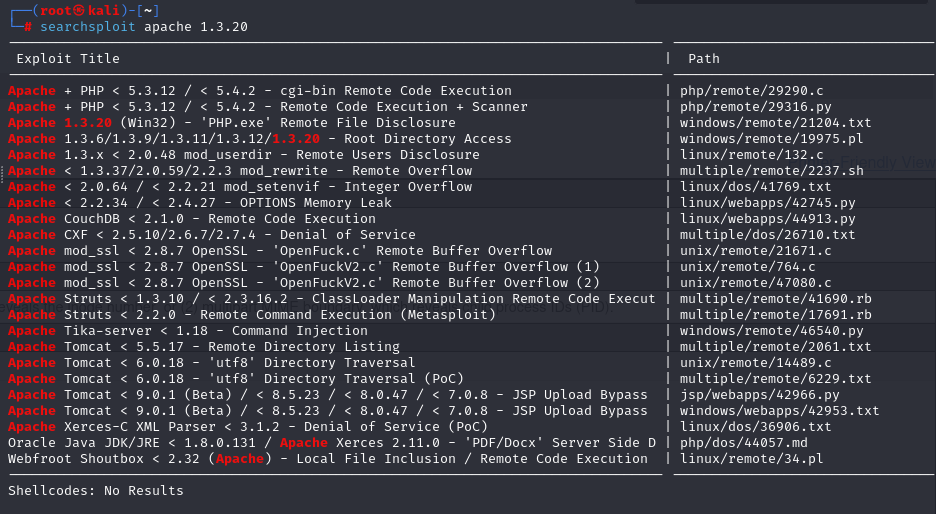 ┌──(root㉿kali)-[~]
└─# searchsploit apache 1.3.20
Exploit Title | Path
Apache + PHP < 5.3.12 / < 5.4.2 - cgi-bin Remote Code Execution | php/remote/29290.c
Apache + PHP < 5.3.12 / < 5.4.2 - Remote Code Execution + Scanner | php/remote/29316.py
Apache 1.3.20 (Win32) - 'PHP.exe' Remote File Disclosure | windows/remote/21204.txt
Apache 1.3.6/1.3.9/1.3.11/1.3.12/1.3.20 - Root Directory Access | windows/remote/19975.pl
Apache 1.3.x < 2.0.48 mod_userdir - Remote Users Disclosure | linux/remote/132.c
Apache < 1.3.37/2.0.59/2.2.3 mod_rewrite - Remote Overflow | multiple/remote/2237.sh
Apache < 2.0.64 / < 2.2.21 mod_setenvif - Integer Overflow | linux/dos/41769.txt
Apache < 2.2.34 / < 2.4.27 - OPTIONS Memory Leak | linux/webapps/42745.py
Apache CouchDB < 2.1.0 - Remote Code Execution | linux/webapps/44913.py
Apache CXF < 2.5.10/2.6.7/2.7.4 - Denial of Service | multiple/dos/26710.txt
Apache mod_ssl < 2.8.7 OpenSSL - 'OpenFuck.c' Remote Buffer Overflow | unix/remote/21671.c
Apache mod_ssl < 2.8.7 OpenSSL - 'OpenFuckV2.c' Remote Buffer Overflow (1) | unix/remote/764.c
Apache mod_ssl < 2.8.7 OpenSSL - 'OpenFuckV2.c' Remote Buffer Overflow (2) | unix/remote/47080.c
Apache Struts < 1.3.10 / < 2.3.16.2 - ClassLoader Manipulation Remote Code Execut | multiple/remote/41690.rb
Apache Struts < 2.2.0 - Remote Command Execution (Metasploit) | multiple/remote/17691.rb
Apache Tika-server < 1.18 - Command Injection | windows/remote/46540.py
Apache Tomcat < 5.5.17 - Remote Directory Listing | multiple/remote/2061.txt
Apache Tomcat < 6.0.18 - 'utf8' Directory Traversal | unix/remote/14489.c
Apache Tomcat < 6.0.18 - 'utf8' Directory Traversal (PoC) | multiple/remote/6229.txt
Apache Tomcat < 9.0.1 (Beta) / < 8.5.23 / < 8.0.47 / < 7.0.8 - JSP Upload Bypass | jsp/webapps/42966.py
Apache Tomcat < 9.0.1 (Beta) / < 8.5.23 / < 8.0.47 / < 7.0.8 - JSP Upload Bypass | windows/webapps/42953.txt
Apache Xerces-C XML Parser < 3.1.2 - Denial of Service (PoC) | linux/dos/36906.txt
Oracle Java JDK/JRE < 1.8.0.131 / Apache Xerces 2.11.0 - 'PDF/Docx' Server Side D | php/dos/44057.md
Webfroot Shoutbox < 2.32 (Apache) - Local File Inclusion / Remote Code Execution | linux/remote/34.pl
Shellcodes: No Results